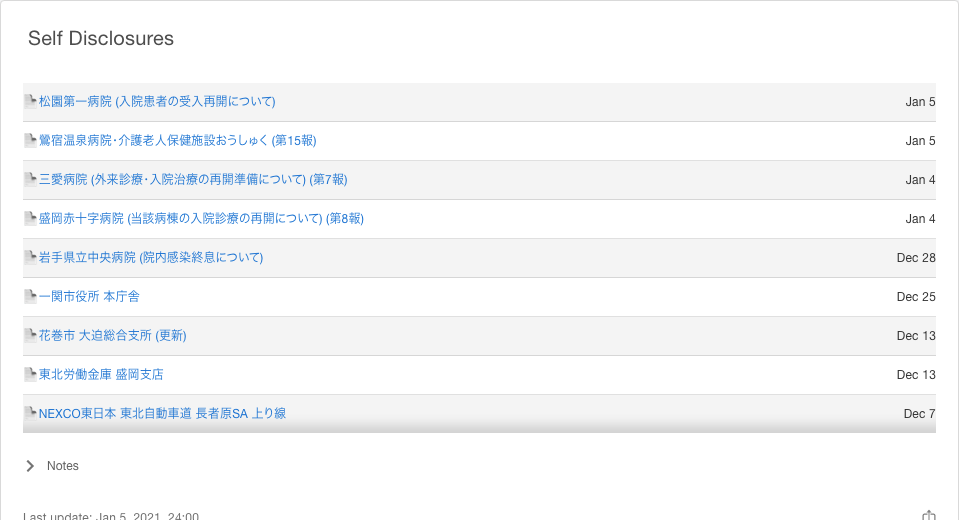 Self Disclosures
松園第一病院 (入院患者の受入再開について) Jan 5
鶯宿温泉病院・介護老人保健施設おうしゅく (第15報) Jan 5
三愛病院 (外来診療・入院治療の再開準備について) (第7報) Jan 4
盛岡赤十字病院 (当該病棟の入院診療の再開について) (第8報) Jan 4
岩手県立中央病院 (院内感染終息について) Dec 28
一関市役所 本庁舎 Dec 25
花巻市 大迫総合支所 (更新) Dec 13
東北労働金庫 盛岡支店 Dec 13
NEXCO東日本 東北自動車道 長者原SA 上り線 Dec 7
Notes
Last update: Jan 5, 2021, 24:00